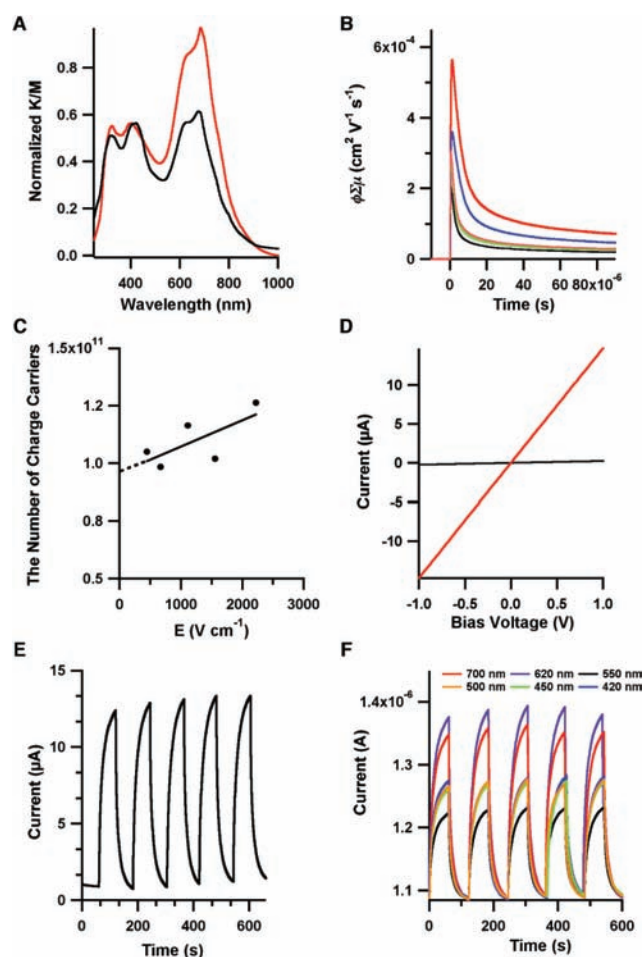 A
Normalized K/M
0.8
0.6
0.4
0.2
0.0
400 600 800 1000
Wavelength (nm)
B
ϕΣμ (cm² V⁻¹ s⁻¹)
6x10⁻⁴
4
2
0
0 20 40 60 80x10⁻⁶
Time (s)
C
The Number of Charge Carriers
1.5x10¹¹
1.2
1.0
0.8
0.5
0 1000 2000 3000
E (V cm⁻¹)
D
Current (µA)
10
5
0
-5
-10
-1.0 -0.5 0.0 0.5 1.0
Bias Voltage (V)
E
Current (µA)
15
10
5
0
0 200 400 600
Time (s)
F
700 nm 620 nm 550 nm
500 nm 450 nm 420 nm
Current (A)
1.4x10⁻⁶
1.3
1.2
1.1
0 200 400 600
Time (s)